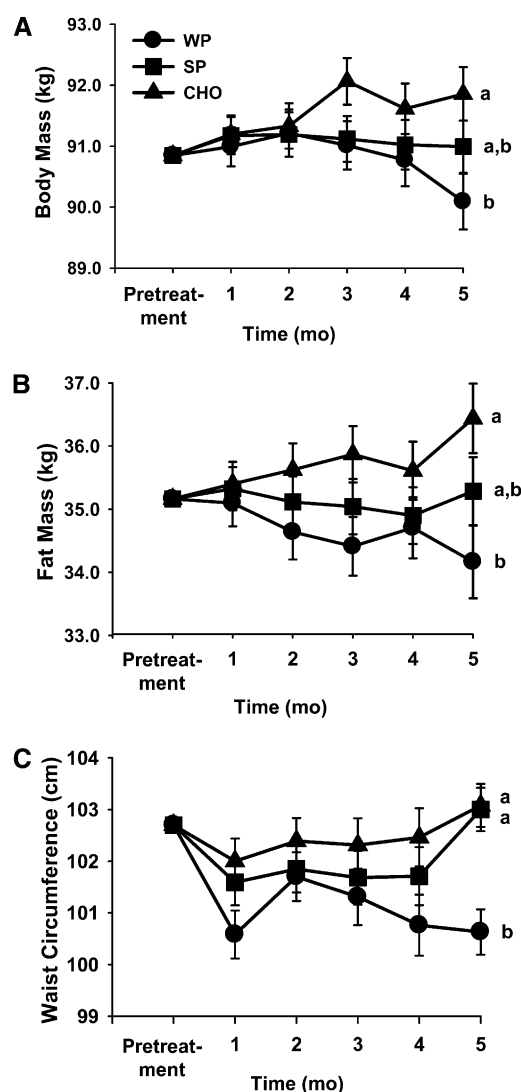 A
93.0
92.0
91.0
90.0
89.0
Body Mass (kg)
WP
SP
CHO
a
a,b
b
Pretreat-
ment
1 2 3 4 5
Time (mo)
B
37.0
36.0
35.0
34.0
33.0
Fat Mass (kg)
a
a,b
b
Pretreat-
ment
1 2 3 4 5
Time (mo)
C
104
103
102
101
100
99
Waist Circumference (cm)
a
a
b
Pretreat-
ment
1 2 3 4 5
Time (mo)